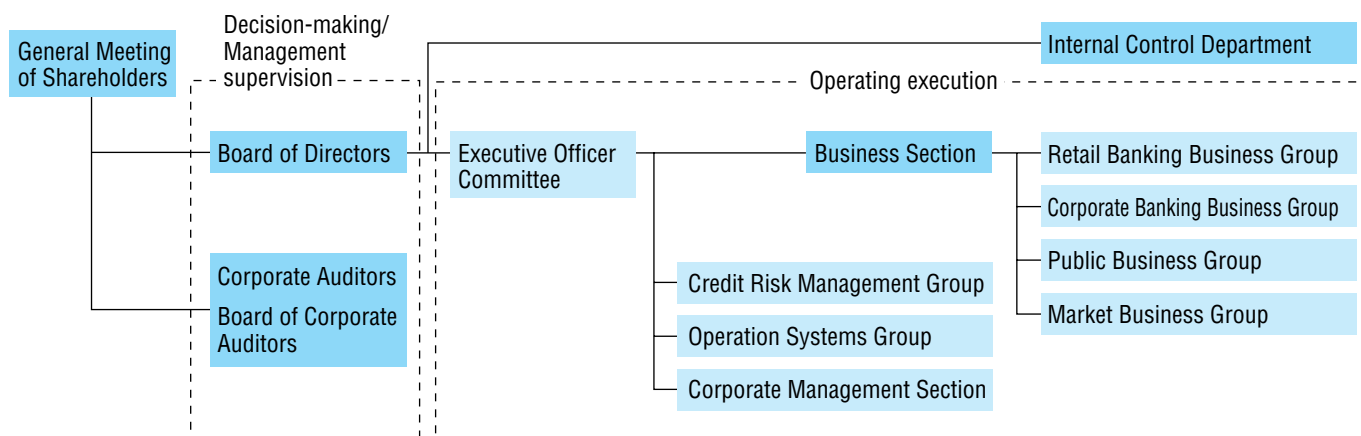 General Meeting
of Shareholders
Decision-making/
Management
supervision
Internal Control Department
Operating execution
Board of Directors
Executive Officer
Committee
Business Section
Retail Banking Business Group
Corporate Banking Business Group
Public Business Group
Market Business Group
Corporate Auditors
Board of Corporate
Auditors
Credit Risk Management Group
Operation Systems Group
Corporate Management Section